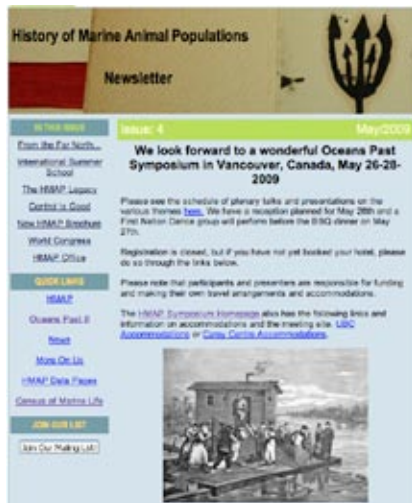 History of Marine Animal Populations
Newsletter
IN THIS ISSUE
From the Far North...
International Summer
School
The HMAP Legacy
Control is Good
New HMAP Brochure
World Congress
HMAP Office
QUICK LINKS
HMAP
Oceans Past II
News
More On Us
HMAP Data Pages
Census of Marine Life
JOIN OUR LIST
Join Our Mailing List!
Issue: 4 May/2009
We look forward to a wonderful Oceans Past
Symposium in Vancouver, Canada, May 26-28-
2009
Please see the schedule of plenary talks and presentations on the
various themes here. We have a reception planned for May 26th and a
First Nation Dance group will perform before the BBQ dinner on May
27th.
Registration is closed, but if you have not yet booked your hotel, please
do so through the links below.
Please note that participants and presenters are responsible for funding
and making their own travel arrangements and accommodations.
The HMAP Symposium Homepage also has the following links and
information on accommodations and the meeting site. UBC
Accommodations or Carey Centre Accommodations.